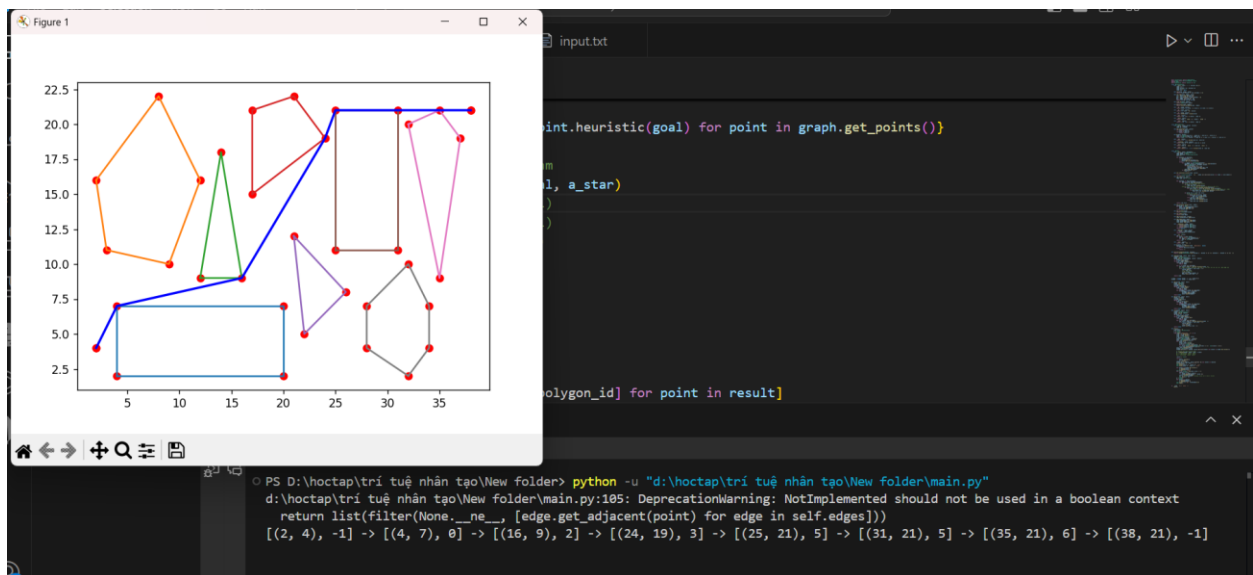 Figure 1
input.txt
22.5
20.0
17.5
15.0
12.5
10.0
7.5
5.0
2.5
5 10 15 20 25 30 35
oint.heuristic(goal) for point in graph.get_points()}
m
l, a_star)
.)
.)
olygon_id] for point in result]
PS D:\hoctap\trí tuệ nhân tạo\New folder> python -u "d:\hoctap\trí tuệ nhân tạo\New folder\main.py"
d:\hoctap\trí tuệ nhân tạo\New folder\main.py:105: DeprecationWarning: NotImplemented should not be used in a boolean context
return list(filter(None.__ne__, [edge.get_adjacent(point) for edge in self.edges]))
[(2, 4), -1] -> [(4, 7), 0] -> [(16, 9), 2] -> [(24, 19), 3] -> [(25, 21), 5] -> [(31, 21), 5] -> [(35, 21), 6] -> [(38, 21), -1]